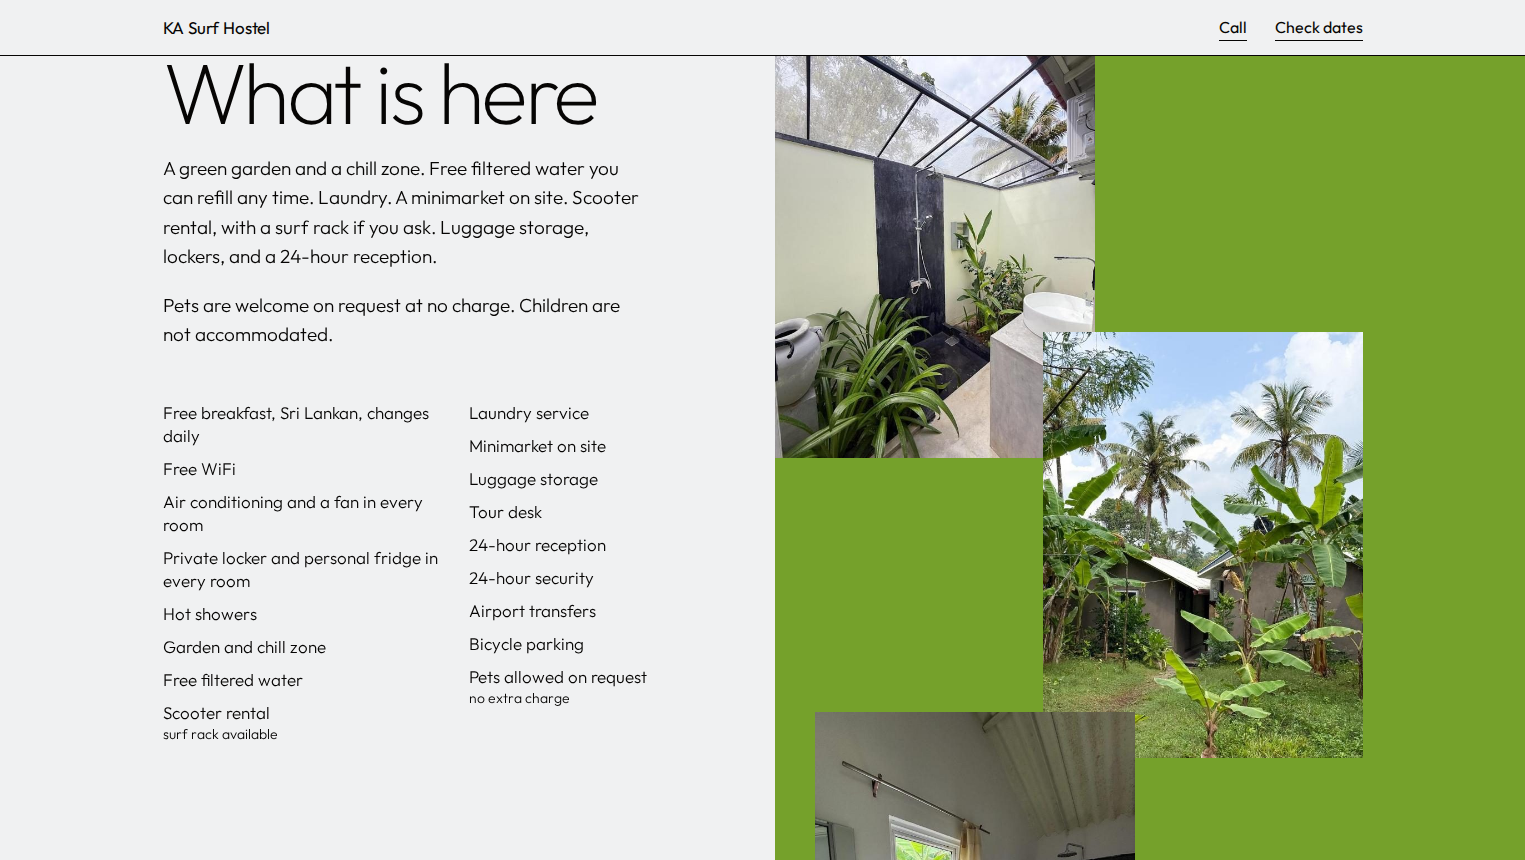 KA Surf Hostel
Call
Check dates
What is here
A green garden and a chill zone. Free filtered water you
can refill any time. Laundry. A minimarket on site. Scooter
rental, with a surf rack if you ask. Luggage storage,
lockers, and a 24-hour reception.
Pets are welcome on request at no charge. Children are
not accommodated.
Free breakfast, Sri Lankan, changes
daily
Free WiFi
Air conditioning and a fan in every
room
Private locker and personal fridge in
every room
Hot showers
Garden and chill zone
Free filtered water
Scooter rental
surf rack available
Laundry service
Minimarket on site
Luggage storage
Tour desk
24-hour reception
24-hour security
Airport transfers
Bicycle parking
Pets allowed on request
no extra charge